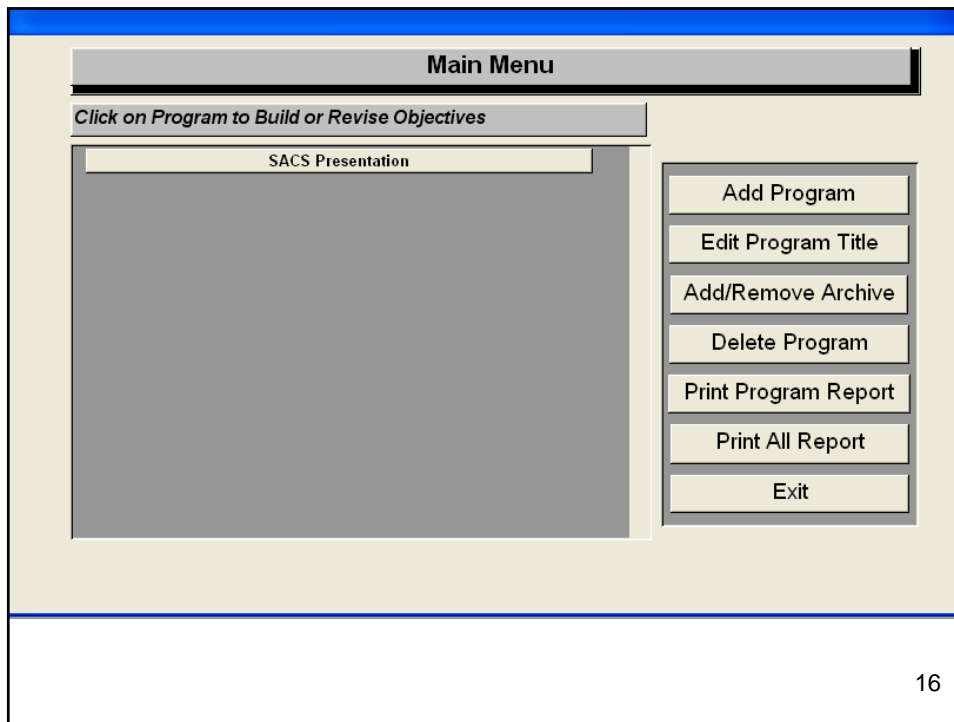 Main Menu
Click on Program to Build or Revise Objectives
SACS Presentation
Add Program
Edit Program Title
Add/Remove Archive
Delete Program
Print Program Report
Print All Report
Exit
16